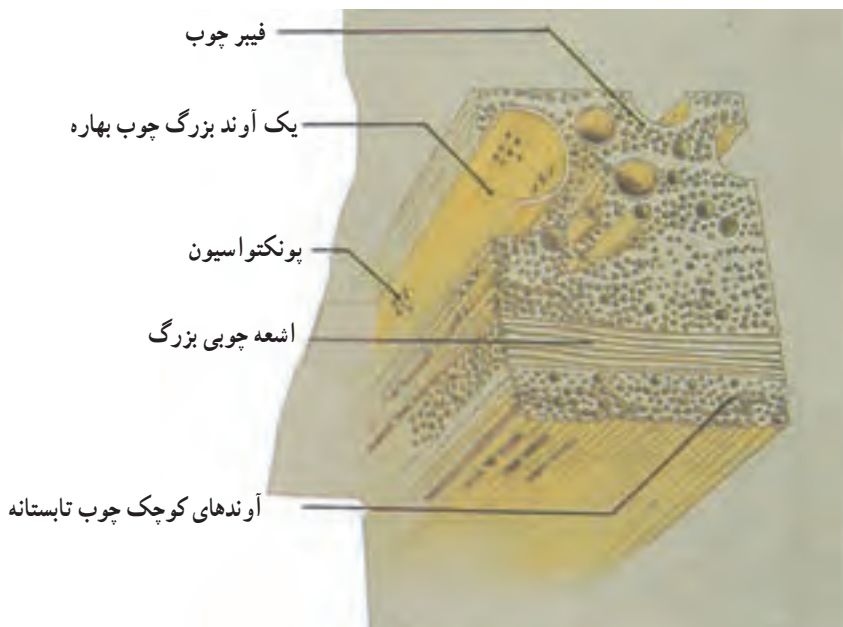 فیبر چوب
یک آوند بزرگ چوب بهاره
پونکتواسیون
اشعه چوبی بزرگ
آوندهای کوچک چوب تابستانه